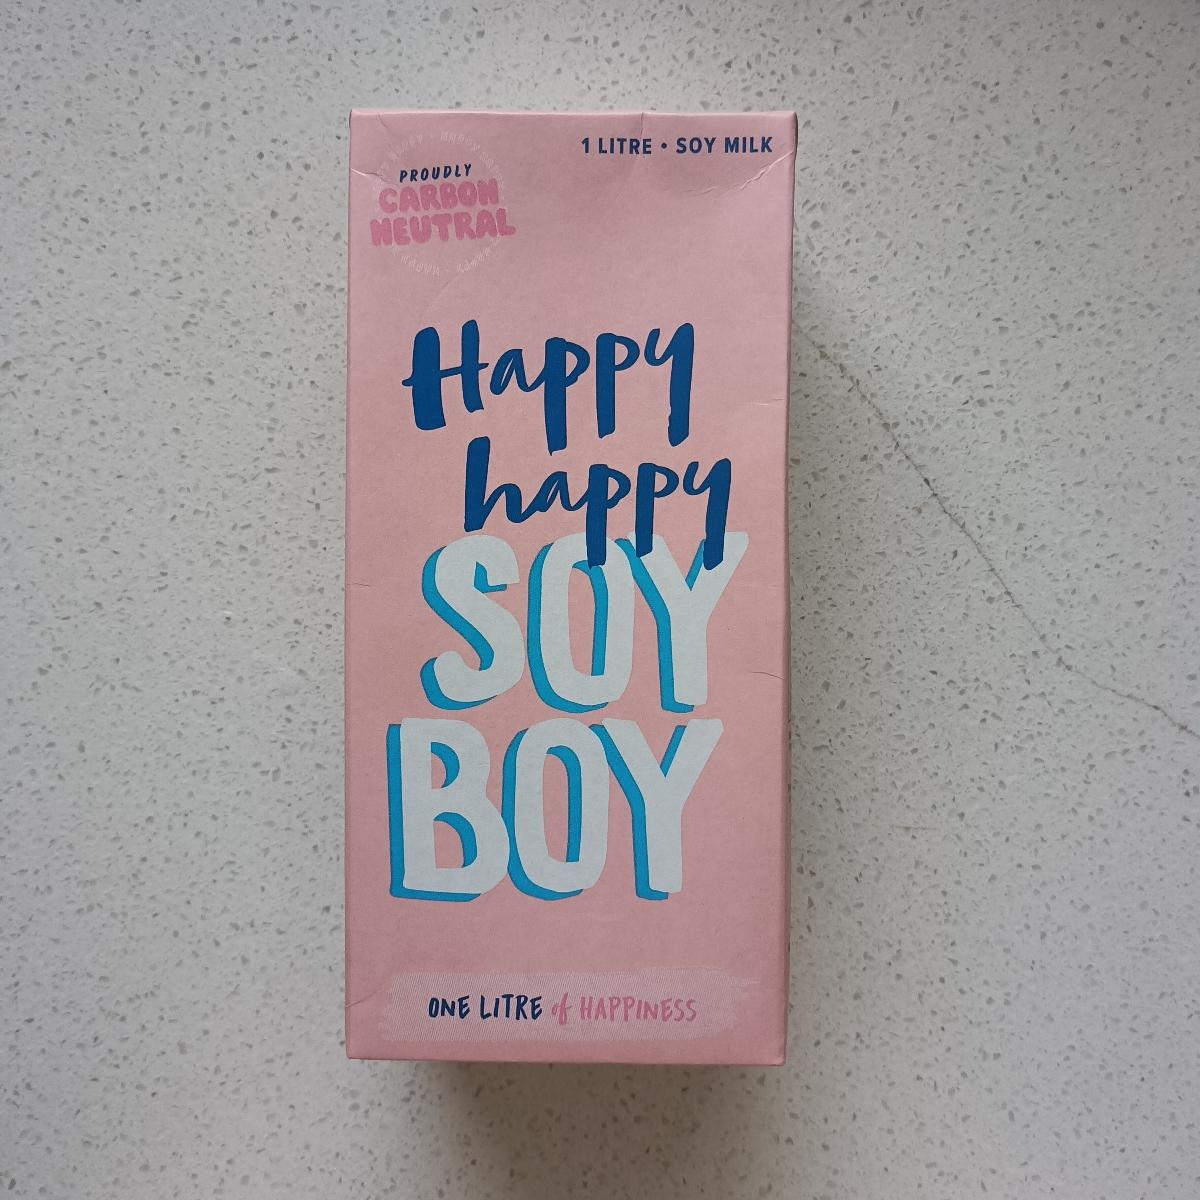 1 LITRE • SOY MILK
PROUDLY
CARBON
NEUTRAL
Happy
happy
SOY
BOY
ONE LITRE of HAPPINESS